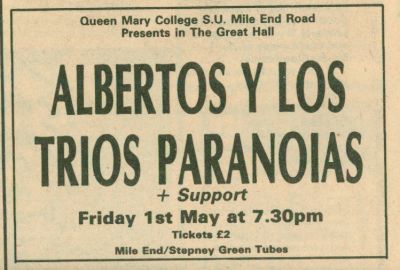 Queen Mary College S.U. Mile End Road
Presents in The Great Hall
ALBERTOS Y LOS
TRIOS PARANOIAS
+ Support
Friday 1st May at 7.30pm
Tickets £2
Mile End/Stepney Green Tubes